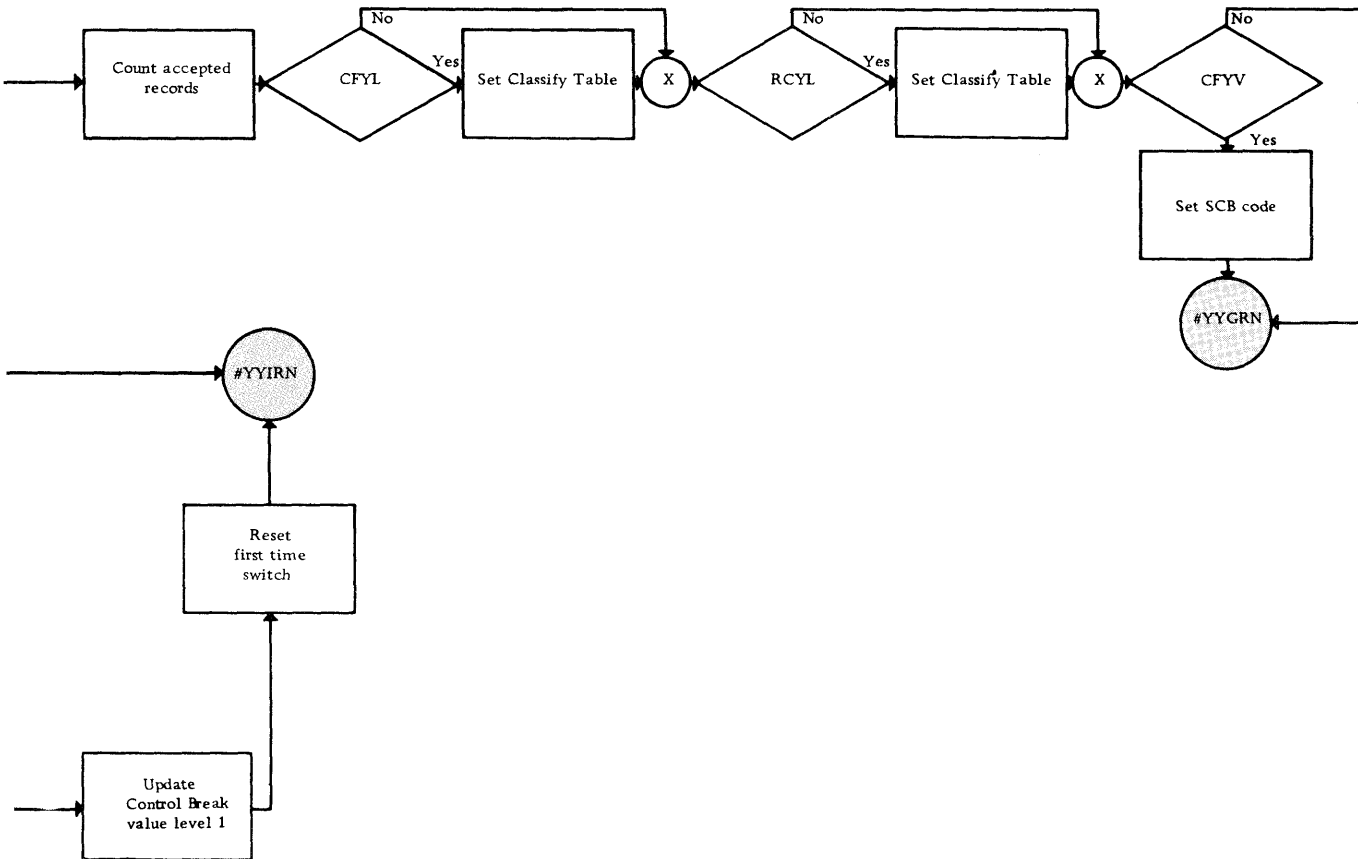 No
No
No
Count accepted
records
CFYL
Yes
Set Classify Table
X
RCYL
Yes
Set Classify Table
X
CFYV
Yes
Set SCB code
#YYGRN
#YYIRN
Reset
first time
switch
Update
Control Break
value level 1